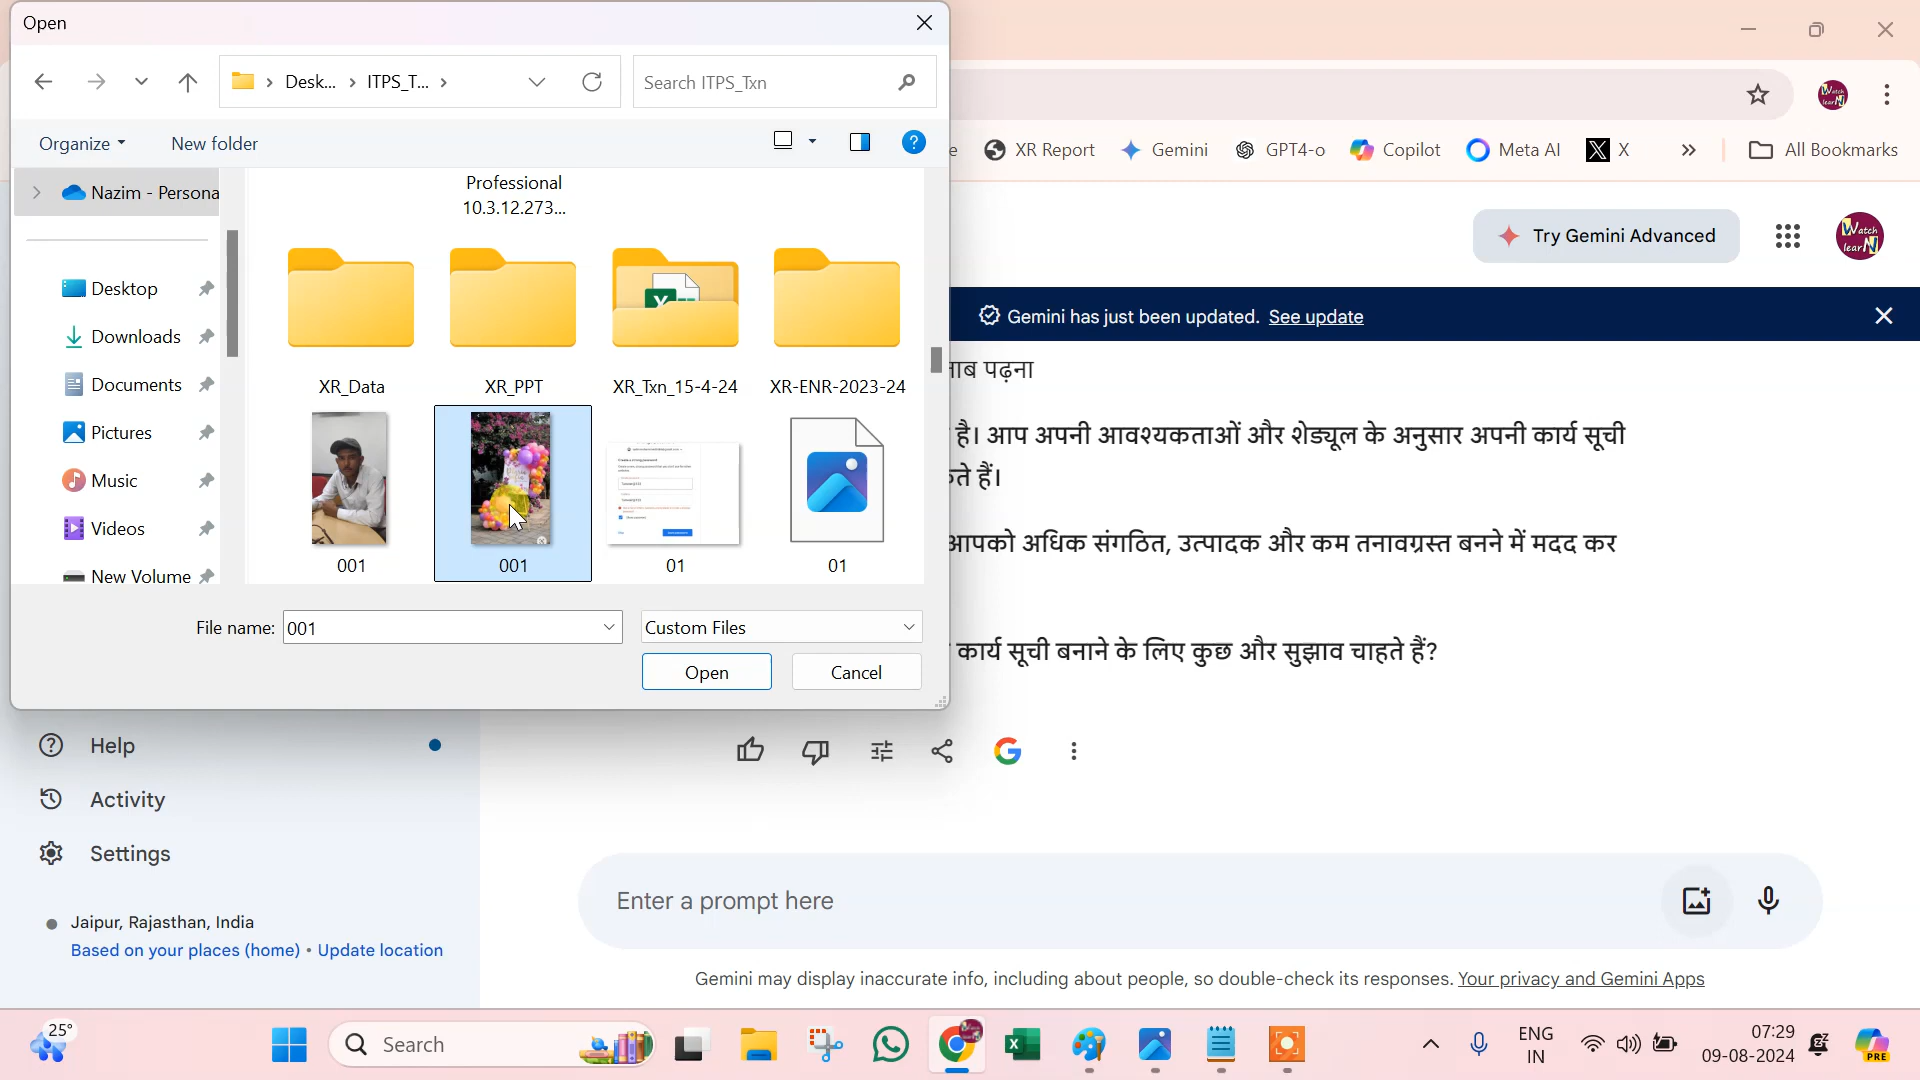 Open
Desk...
ITPS_T...
Search ITPS_Txn
Organize
New folder
XR Report
Gemini
GPT4-o
Copilot
Meta AI
X
All Bookmarks
Nazim - Persona
Desktop
Downloads
Documents
Pictures
Music
Videos
New Volume
Professional
10.3.12.273...
XR_Data
XR_PPT
XR_Txn_15-4-24
XR-ENR-2023-24
001
001
01
01
File name:
001
Custom Files
Open
Cancel
Try Gemini Advanced
Gemini has just been updated. See update
पढ़ना
है। आप अपनी आवश्यकताओं और शेड्यूल के अनुसार अपनी कार्य सूची
हैं।
आपको अधिक संगठित, उत्पादक और कम तनावग्रस्त बनने में मदद कर
कार्य सूची बनाने के लिए कुछ और सुझाव चाहते हैं?
Help
Activity
Settings
Jaipur, Rajasthan, India
Based on your places (home) • Update location
Enter a prompt here
Gemini may display inaccurate info, including about people, so double-check its responses. Your privacy and Gemini Apps
25°
Search
ENG
IN
07:29
09-08-2024
PRE